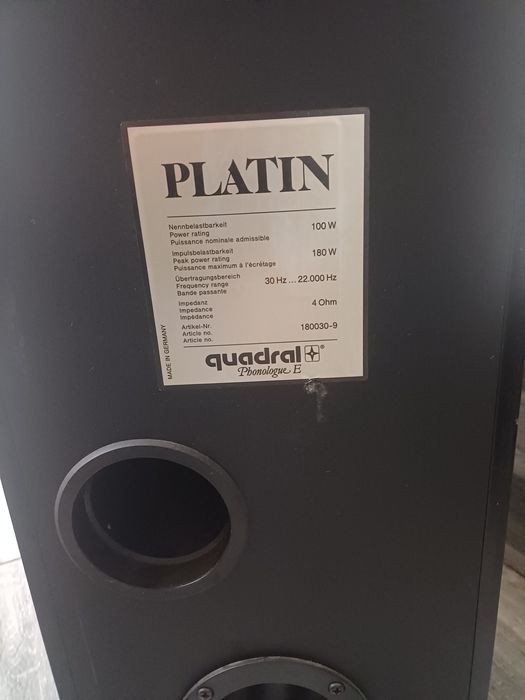 PLATIN
Nennbelastbarkeit
Power rating 100 W
Puissance nominale admissible
Impulsbelastbarkeit
Peak power rating 180 W
Puissance maximum à l'écrêtage
Übertragungsbereich
Frequency range 30 Hz ... 22.000 Hz
Bande passante
Impedanz
Impedance 4 Ohm
Impédance
Artikel-Nr.
Article no. 180030-9
Article no.
MADE IN GERMANY
quadral ®
Phonologue E